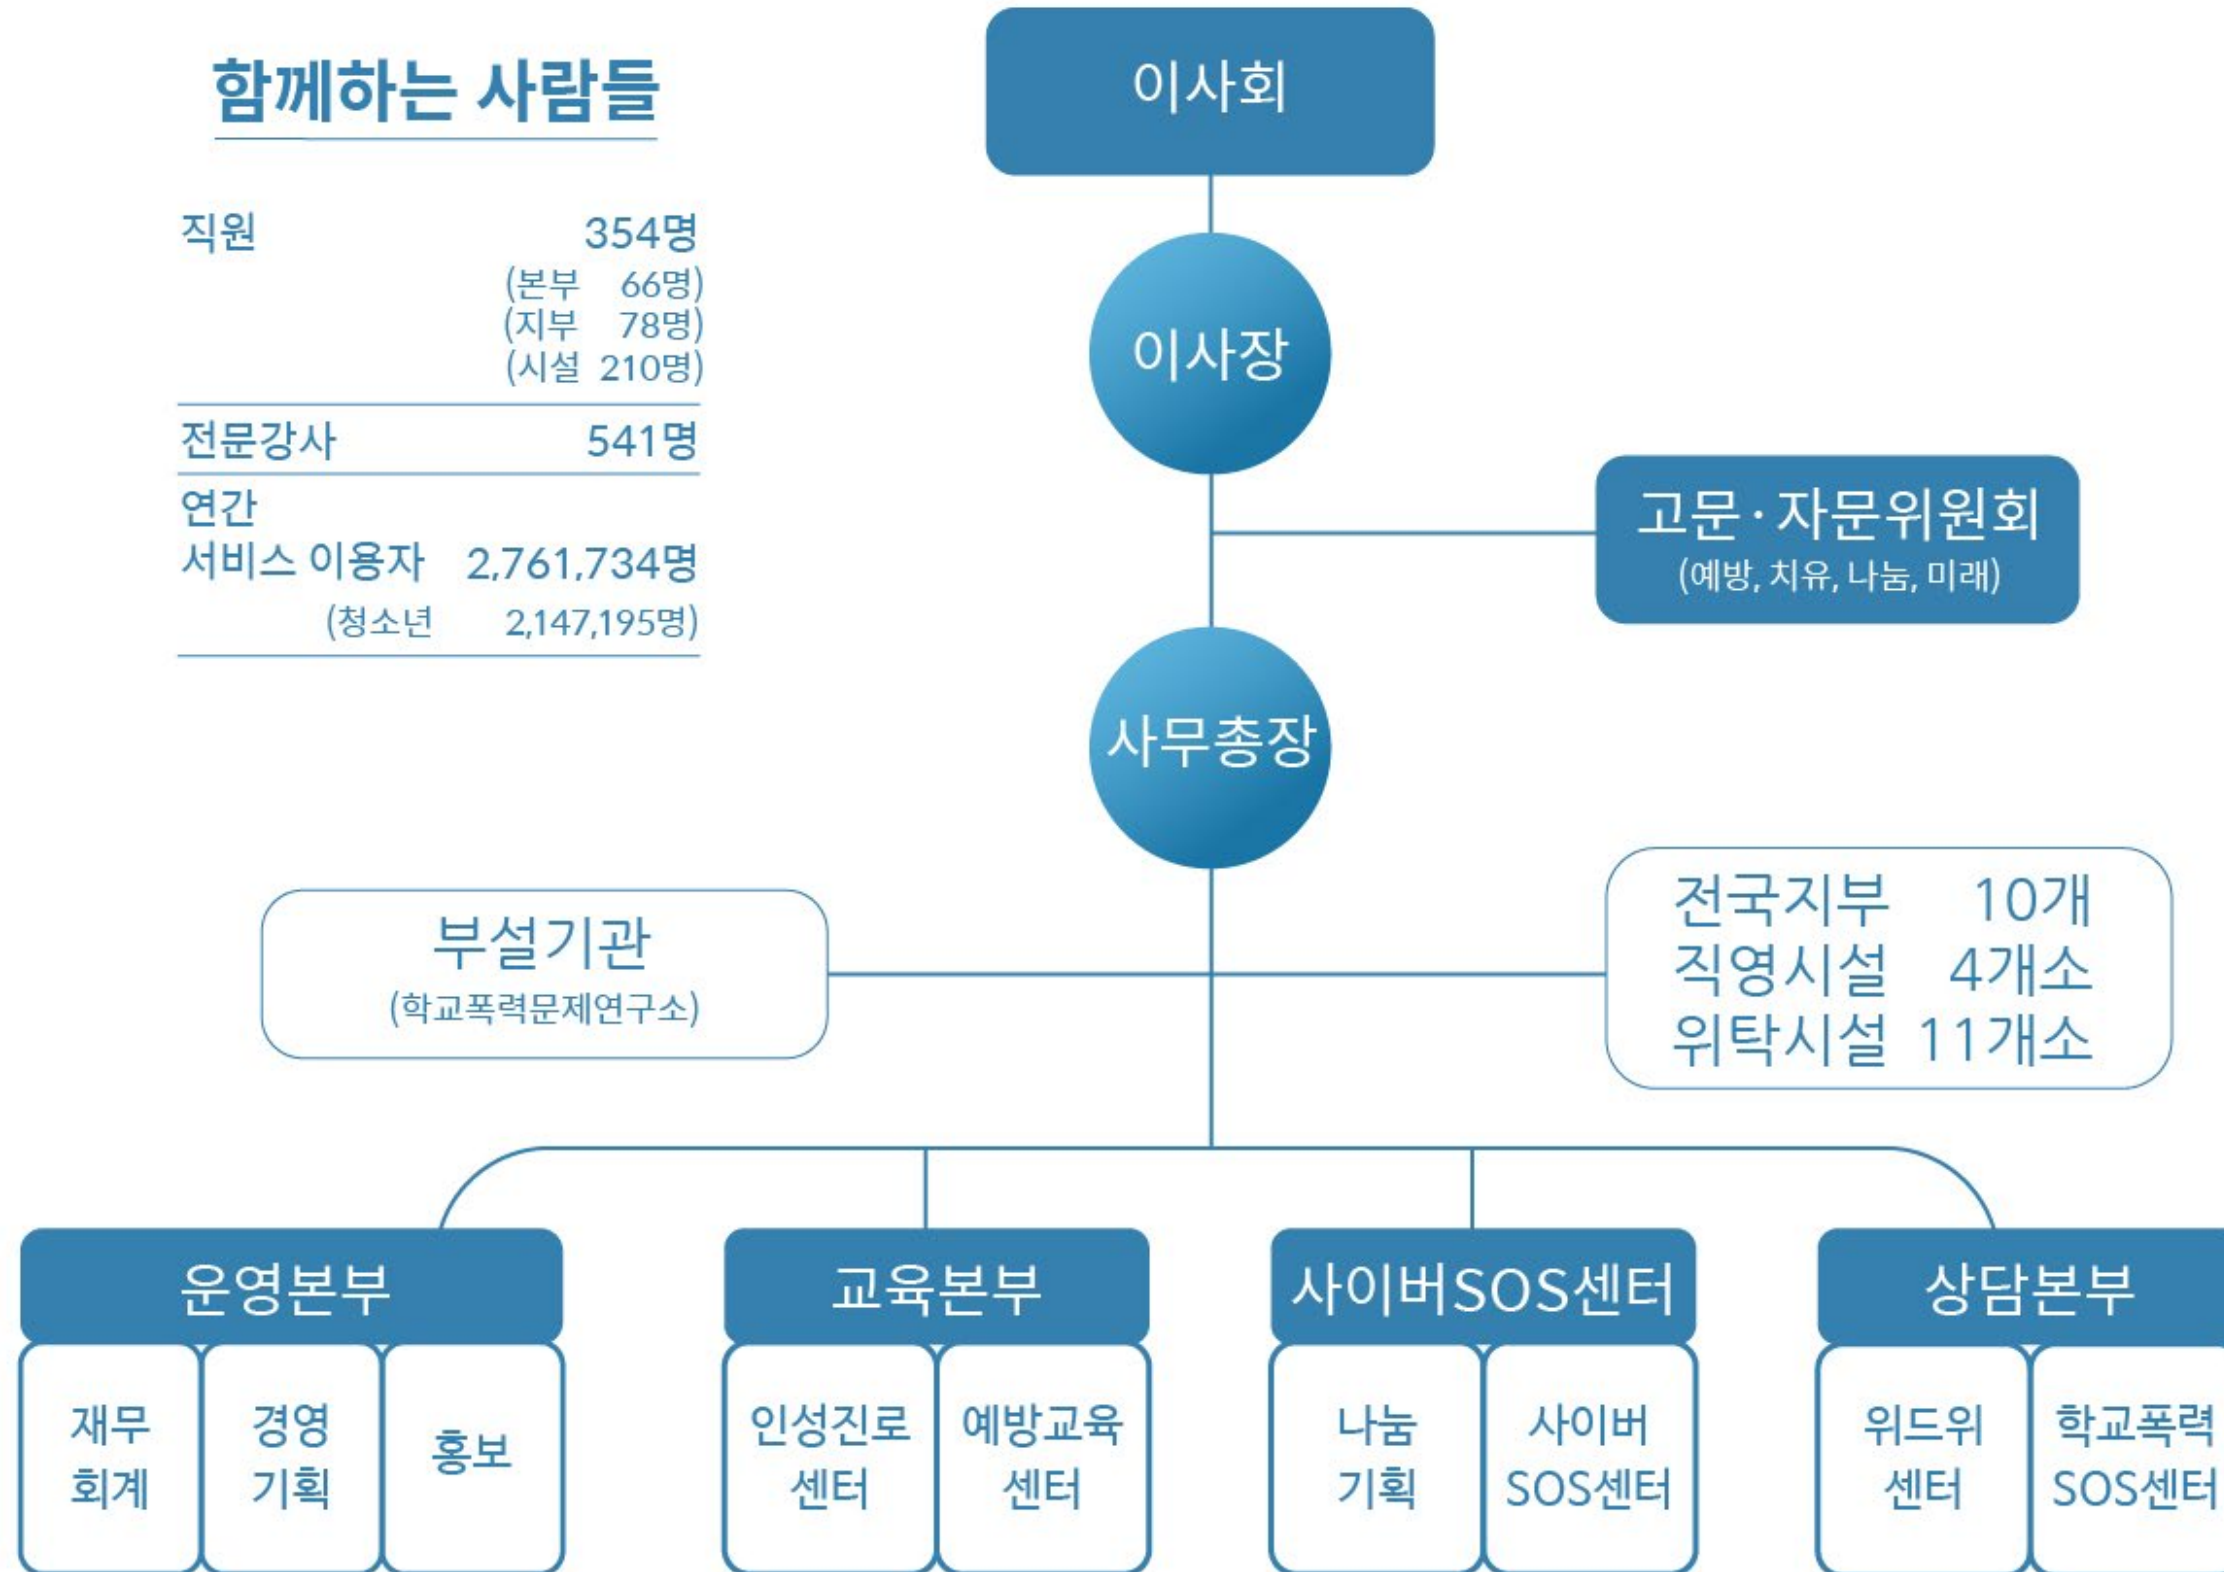 함께하는 사람들
직원 354명
(본부 66명)
(지부 78명)
(시설 210명)
전문강사 541명
연간
서비스 이용자 2,761,734명
(청소년 2,147,195명)
이사회
이사장
고문·자문위원회
(예방, 치유, 나눔, 미래)
사무총장
부설기관
(학교폭력문제연구소)
전국지부 10개
직영시설 4개소
위탁시설 11개소
운영본부
재무
회계
경영
기획
홍보
교육본부
인성진로
센터
예방교육
센터
사이버SOS센터
나눔
기획
사이버
SOS센터
상담본부
위드위
센터
학교폭력
SOS센터